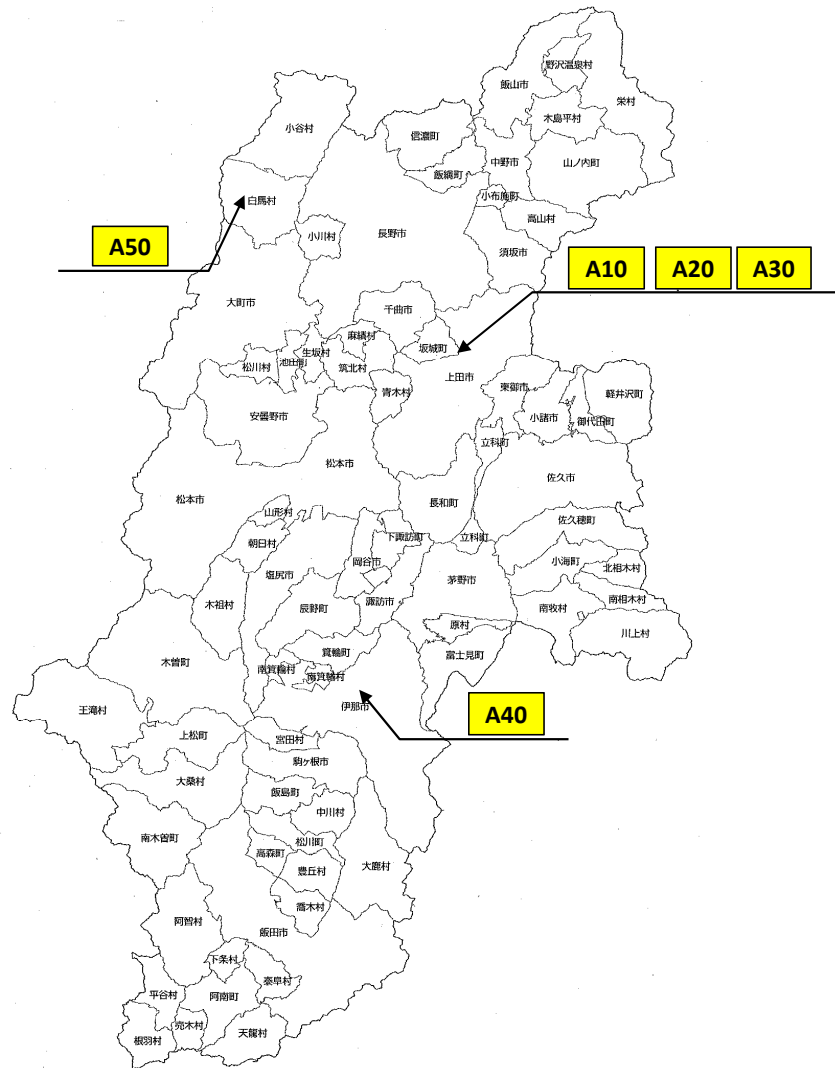 野沢温泉村
飯山市
栄村
木島平村
小谷村
信濃町
中野市
山ノ内町
飯綱町
小布施町
白馬村
高山村
長野市
小川村
須坂市
A50
A10 A20 A30
大町市
千曲市
麻績村
坂城町
生坂村
松川村
池田町
筑北村
上田市
青木村
東御市
軽井沢町
安曇野市
小諸市
御代田町
立科町
松本市
佐久市
松本市
長和町
山形村
佐久穂町
朝日村
下諏訪町
立科町
岡谷市
小海町
北相木村
塩尻市
茅野市
木祖村
辰野町
諏訪市
南牧村
南相木村
原村
川上村
箕輪町
富士見町
木曽町
南箕輪村
南箕輪村
王滝村
伊那市
A40
上松町
宮田村
駒ヶ根市
大桑村
飯島町
中川村
南木曽町
松川町
高森町
大鹿村
豊丘村
喬木村
阿智村
飯田市
下条村
泰阜村
平谷村
阿南町
売木村
天龍村
根羽村